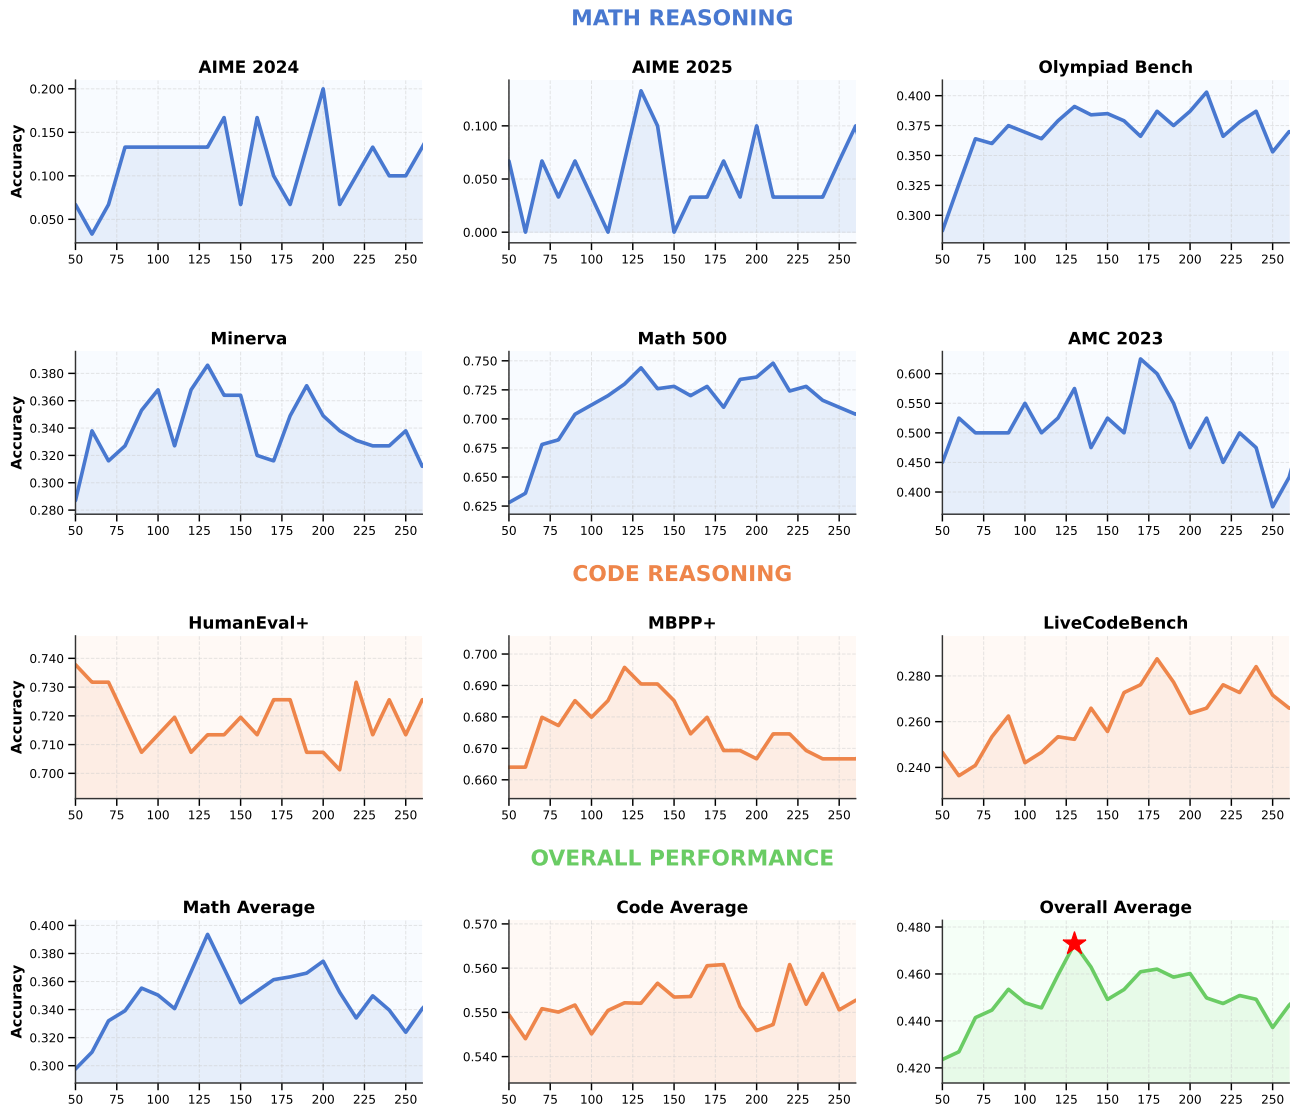 MATH REASONING
AIME 2024
AIME 2025
Olympiad Bench
Accuracy
0.200
0.150
0.100
0.050
50 75 100 125 150 175 200 225 250
0.100
0.050
0.000
50 75 100 125 150 175 200 225 250
0.400
0.375
0.350
0.325
0.300
50 75 100 125 150 175 200 225 250
Minerva
Math 500
AMC 2023
Accuracy
0.380
0.360
0.340
0.320
0.300
0.280
50 75 100 125 150 175 200 225 250
0.750
0.725
0.700
0.675
0.650
0.625
50 75 100 125 150 175 200 225 250
0.600
0.550
0.500
0.450
0.400
50 75 100 125 150 175 200 225 250
CODE REASONING
HumanEval+
MBPP+
LiveCodeBench
Accuracy
0.740
0.730
0.720
0.710
0.700
50 75 100 125 150 175 200 225 250
0.700
0.690
0.680
0.670
0.660
50 75 100 125 150 175 200 225 250
0.280
0.260
0.240
50 75 100 125 150 175 200 225 250
OVERALL PERFORMANCE
Math Average
Code Average
Overall Average
Accuracy
0.400
0.380
0.360
0.340
0.320
0.300
50 75 100 125 150 175 200 225 250
0.570
0.560
0.550
0.540
50 75 100 125 150 175 200 225 250
0.480
0.460
0.440
0.420
50 75 100 125 150 175 200 225 250